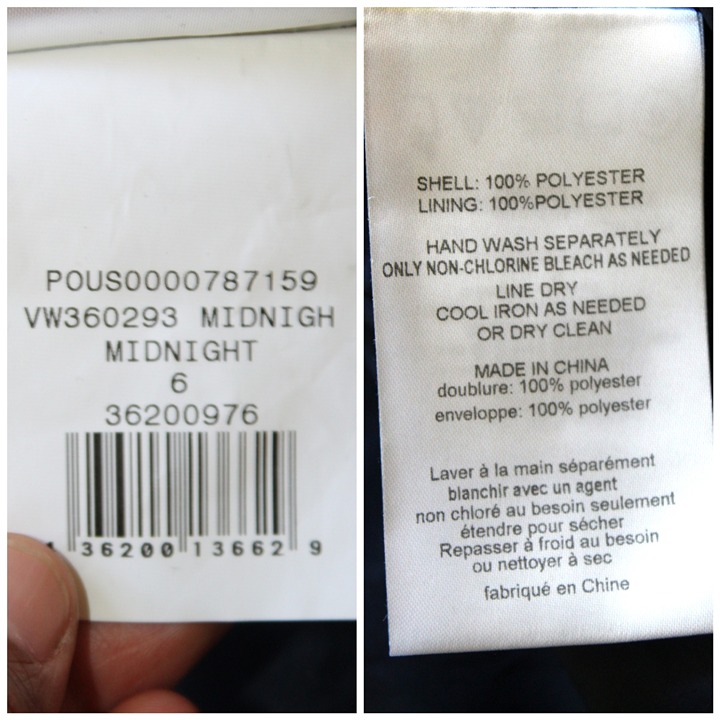 POUS0000787159
VW360293 MIDNIGH
MIDNIGHT
6
36200976
36200 13662 9
SHELL: 100% POLYESTER
LINING: 100%POLYESTER
HAND WASH SEPARATELY
ONLY NON-CHLORINE BLEACH AS NEEDED
LINE DRY
COOL IRON AS NEEDED
OR DRY CLEAN
MADE IN CHINA
doublure: 100% polyester
enveloppe: 100% polyester
Laver à la main séparément
blanchir avec un agent
non chloré au besoin seulement
étendre pour sécher
Repasser à froid au besoin
ou nettoyer à sec
fabriqué en Chine